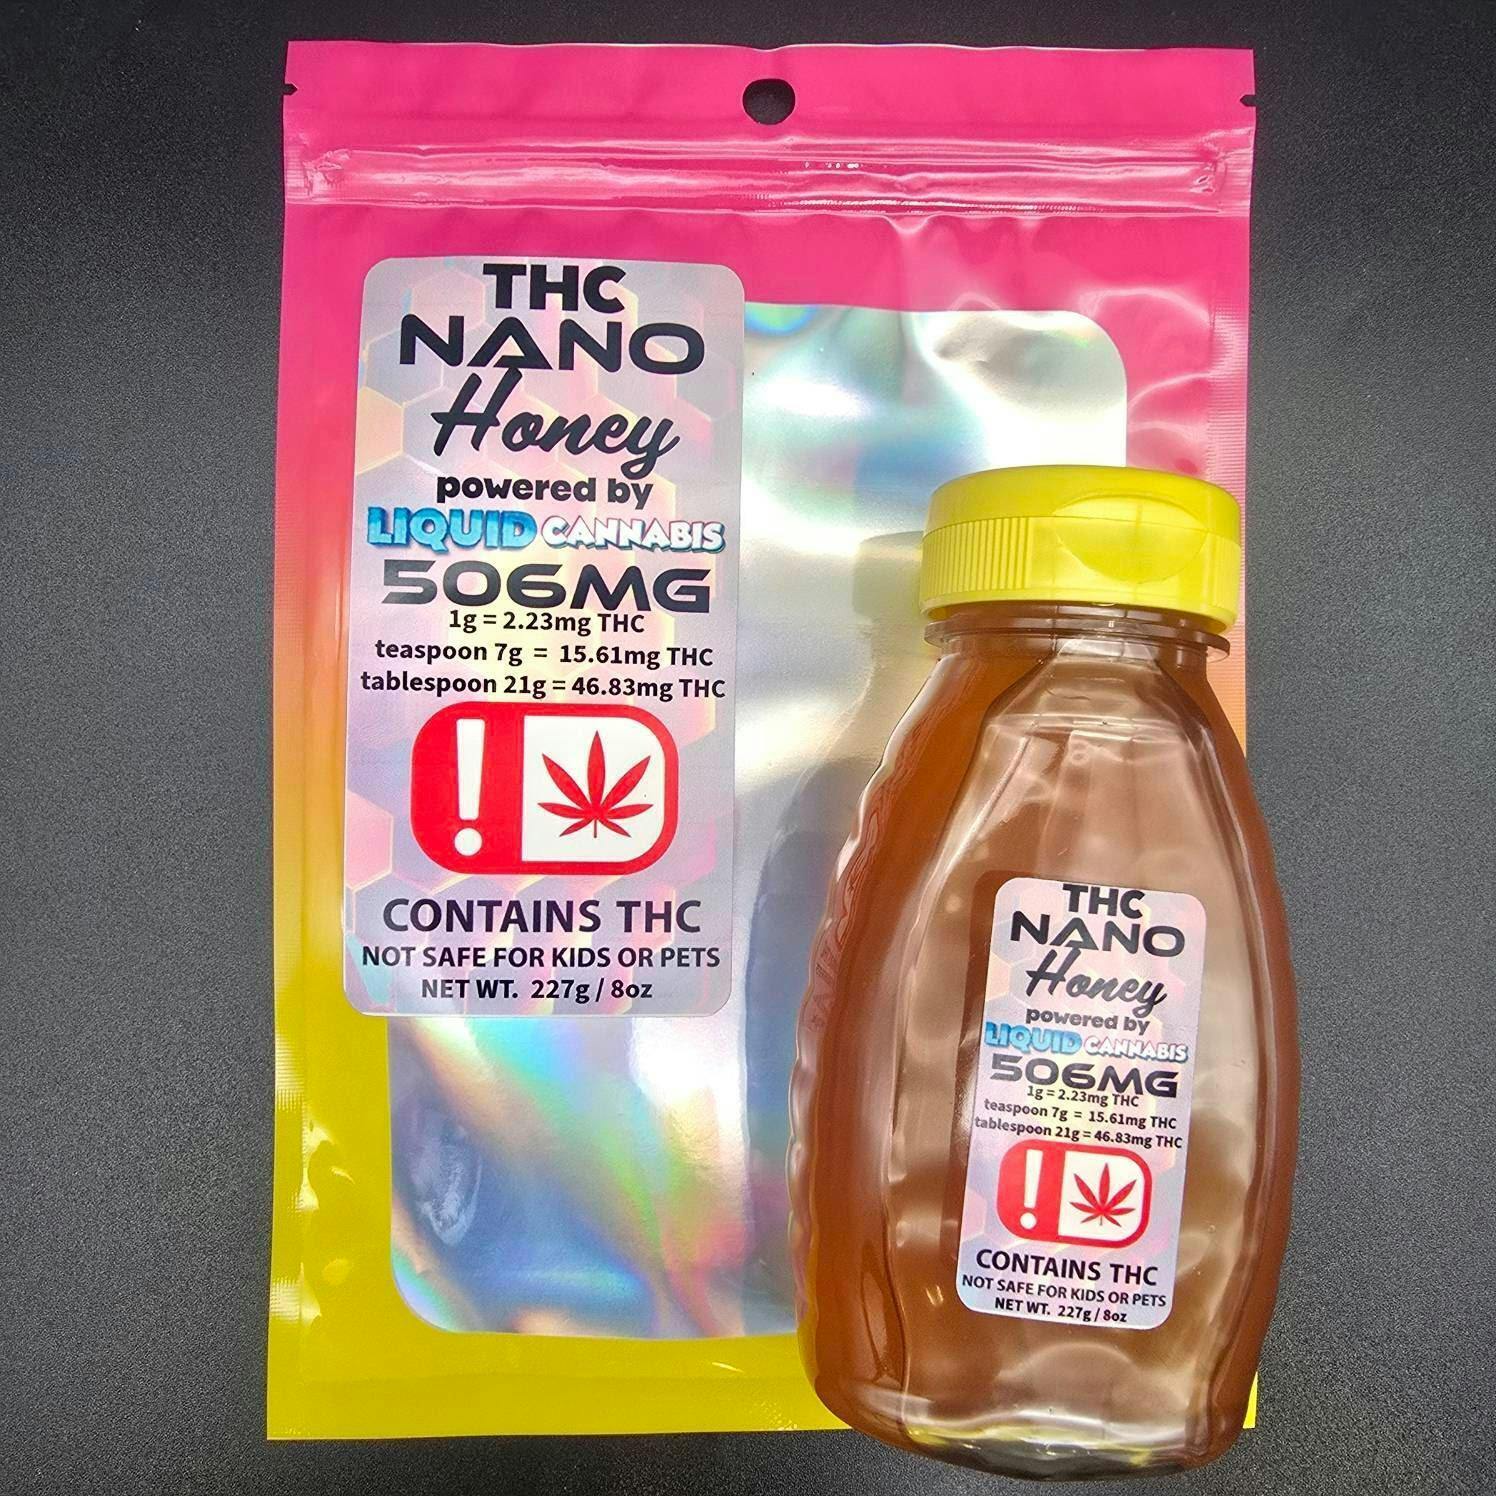 THC
NANO
Honey
powered by
LIQUID CANNABIS
506MG
1g = 2.23mg THC
teaspoon 7g = 15.61mg THC
tablespoon 21g = 46.83mg THC
!
CONTAINS THC
NOT SAFE FOR KIDS OR PETS
NET WT. 227g / 8oz
THC
NANO
Honey
powered by
LIQUID CANNABIS
506MG
1g = 2.23mg THC
teaspoon 7g = 15.61mg THC
tablespoon 21g = 46.83mg THC
!
CONTAINS THC
NOT SAFE FOR KIDS OR PETS
NET WT. 227g / 8oz